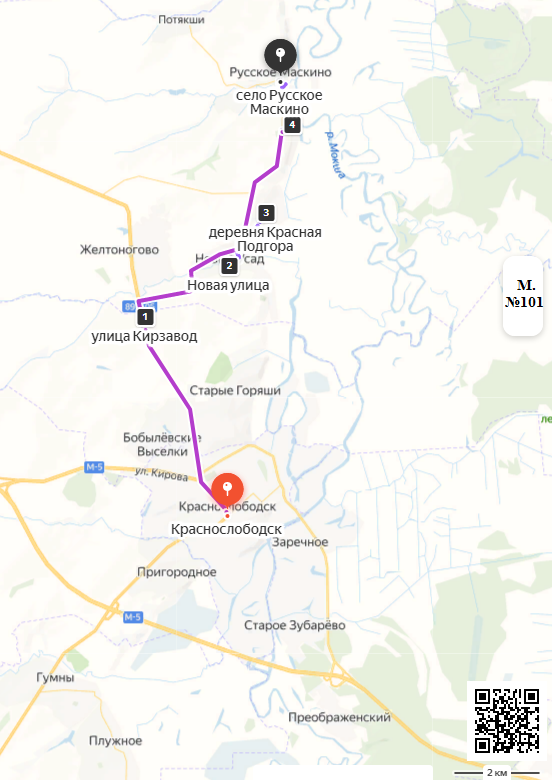 Потякши
Русское Маскино
село Русское
Маскино
4
р. Мокша
3
деревня Красная
Подгора
Желтоногово
2
Новая улица
М.
№101
1
улица Кирзавод
Старые Горяши
Бобылёвские
Выселки
М-5
ул. Кирова
Краснослободск
Краснослободск
Заречное
Пригородное
М-5
Старое Зубарёво
Гумны
Преображенский
Плужное
2 км